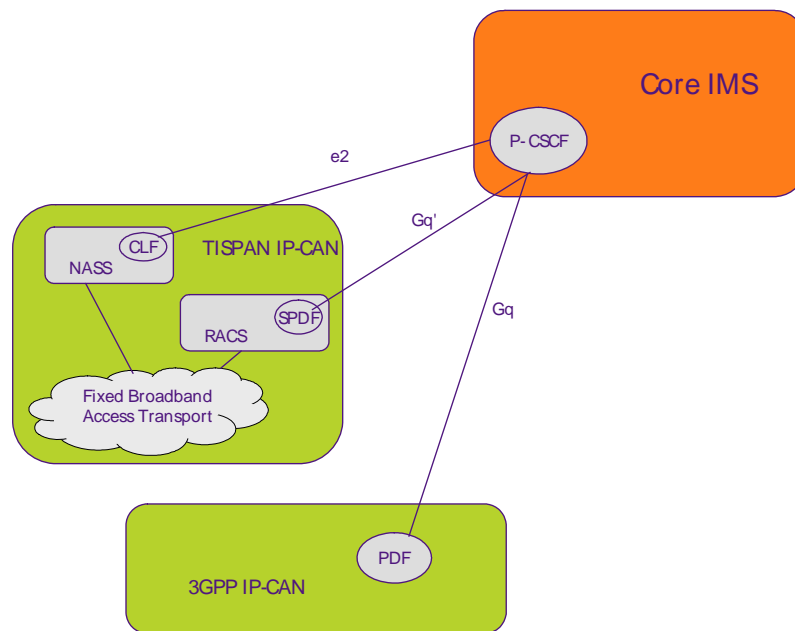 Core IMS
P-CSCF
e2
Gq'
CLF
TISPAN IP-CAN
NASS
SPDF
RACS
Gq
Fixed Broadband
Access Transport
PDF
3GPP IP-CAN